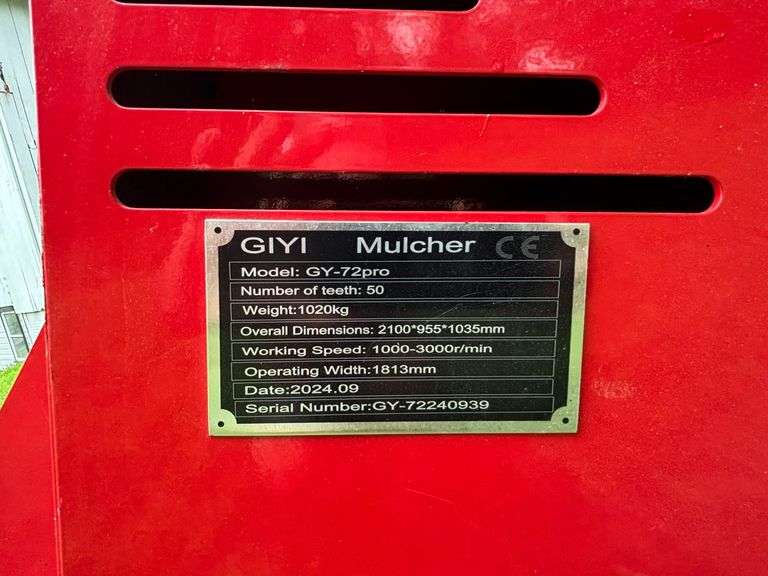 GIYI Mulcher CE
Model: GY-72pro
Number of teeth: 50
Weight:1020kg
Overall Dimensions: 2100*955*1035mm
Working Speed: 1000-3000r/min
Operating Width:1813mm
Date:2024.09
Serial Number:GY-72240939